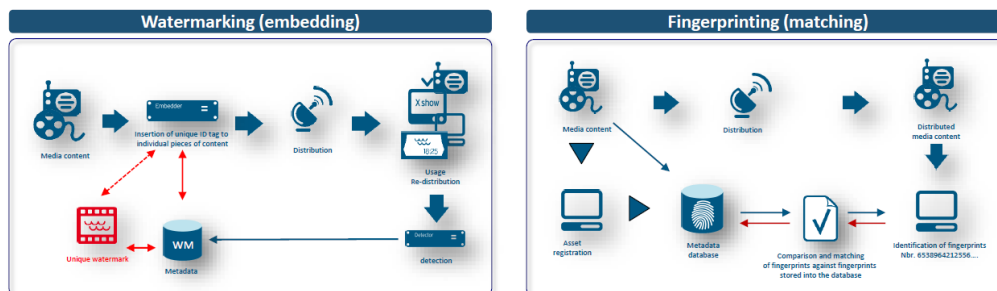 Watermarking (embedding)
Embedder
X show
18:25
Media content
Insertion of unique ID tag to
individual pieces of content
Distribution
Usage
Re-distribution
Unique watermark
WM
Metadata
Detector
detection
Fingerprinting (matching)
Media content
Distribution
Distributed
media content
Asset
registration
Metadata
database
Comparison and matching
of fingerprints against fingerprints
stored into the database
Identification of fingerprints
Nbr. 6538964212556....